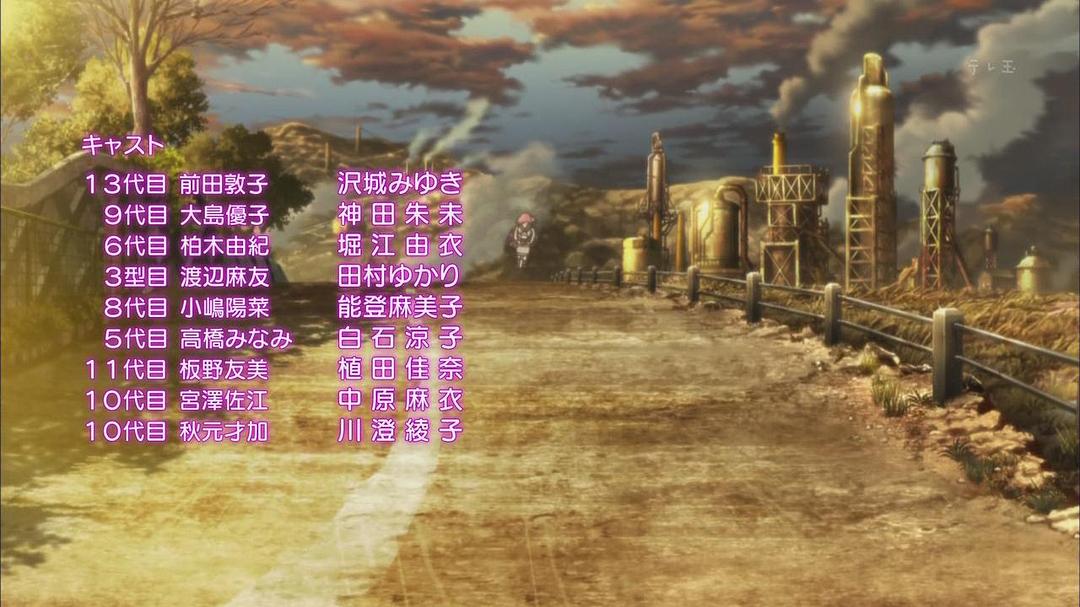 テレ玉
キャスト
13代目 前田敦子 沢城みゆき
9代目 大島優子 神田朱未
6代目 柏木由紀 堀江由衣
3型目 渡辺麻友 田村ゆかり
8代目 小嶋陽菜 能登麻美子
5代目 高橋みなみ 白石涼子
11代目 板野友美 植田佳奈
10代目 宮澤佐江 中原麻衣
10代目 秋元才加 川澄綾子